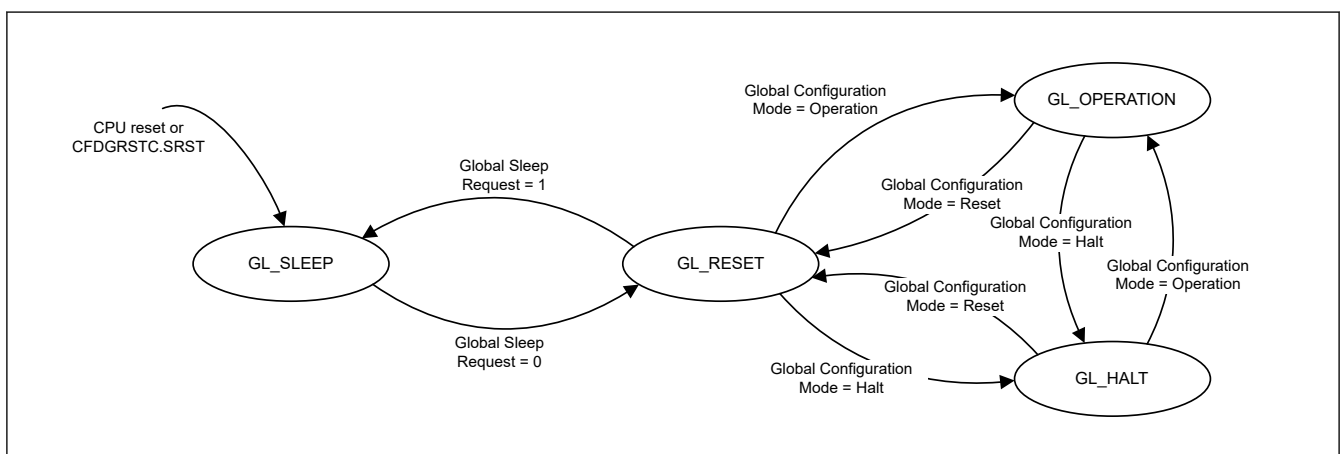 CPU reset or
CFDGRSTC.SRST
GL_SLEEP
Global Sleep
Request = 1
Global Sleep
Request = 0
GL_RESET
Global Configuration
Mode = Operation
GL_OPERATION
Global Configuration
Mode = Reset
Global Configuration
Mode = Halt
Global Configuration
Mode = Operation
Global Configuration
Mode = Reset
Global Configuration
Mode = Halt
GL_HALT